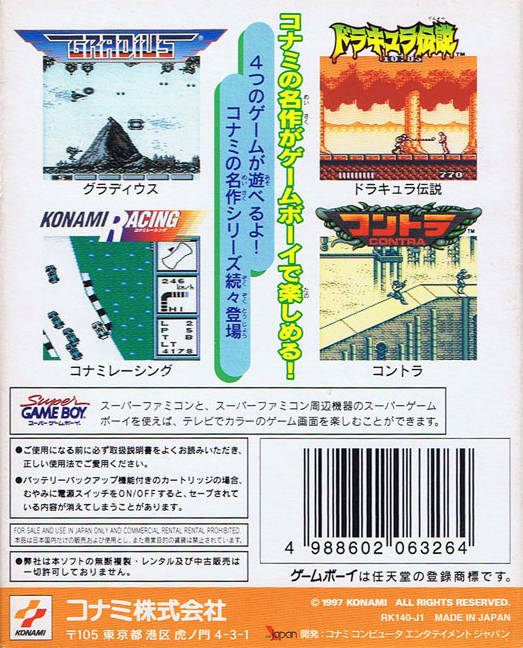 GRADIUS
グラディウス
コナミの名作がゲームボーイで楽しめる!
4つのゲームが遊べるよ!
コナミの名作シリーズ続々登場
ドラキュラ伝説™
770
ドラキュラ伝説
KONAMI RACING
コナミレーシング
246
km/h
HI
L 2
P 5
T BT
LT
4178
コナミレーシング
コントラ™
CONTRA
コントラ
Super
GAME BOY™
スーパーゲームボーイ
スーパーファミコンと、スーパーファミコン周辺機器のスーパーゲーム
ボーイを使えば、テレビでカラーのゲーム画面を楽しむことができます。
●ご使用になる前に必ず取扱説明書をよくお読みいただき、
正しい使用法でご愛用ください。
●バッテリーバックアップ機能付きのカートリッジの場合、
むやみに電源スイッチをON/OFFすると、セーブされて
いる内容が消えてしまうことがあります。
FOR SALE AND USE IN JAPAN ONLY AND COMMERCIAL RENTAL RENTAL PROHIBITED.
本品は日本国内だけの販売および使用とし、また商業目的の賃貸は禁止されています。
●弊社は本ソフトの無断複製・レンタル及び中古販売は
一切許可しておりません。
4 988602 063264
ゲームボーイは任天堂の登録商標です。
KONAMI
コナミ株式会社
〒105 東京都港区虎ノ門4-3-1
© 1997 KONAMI ALL RIGHTS RESERVED.
RK140-J1 MADE IN JAPAN
Japan 開発:コナミ コンピュータ エンタテイメント ジャパン